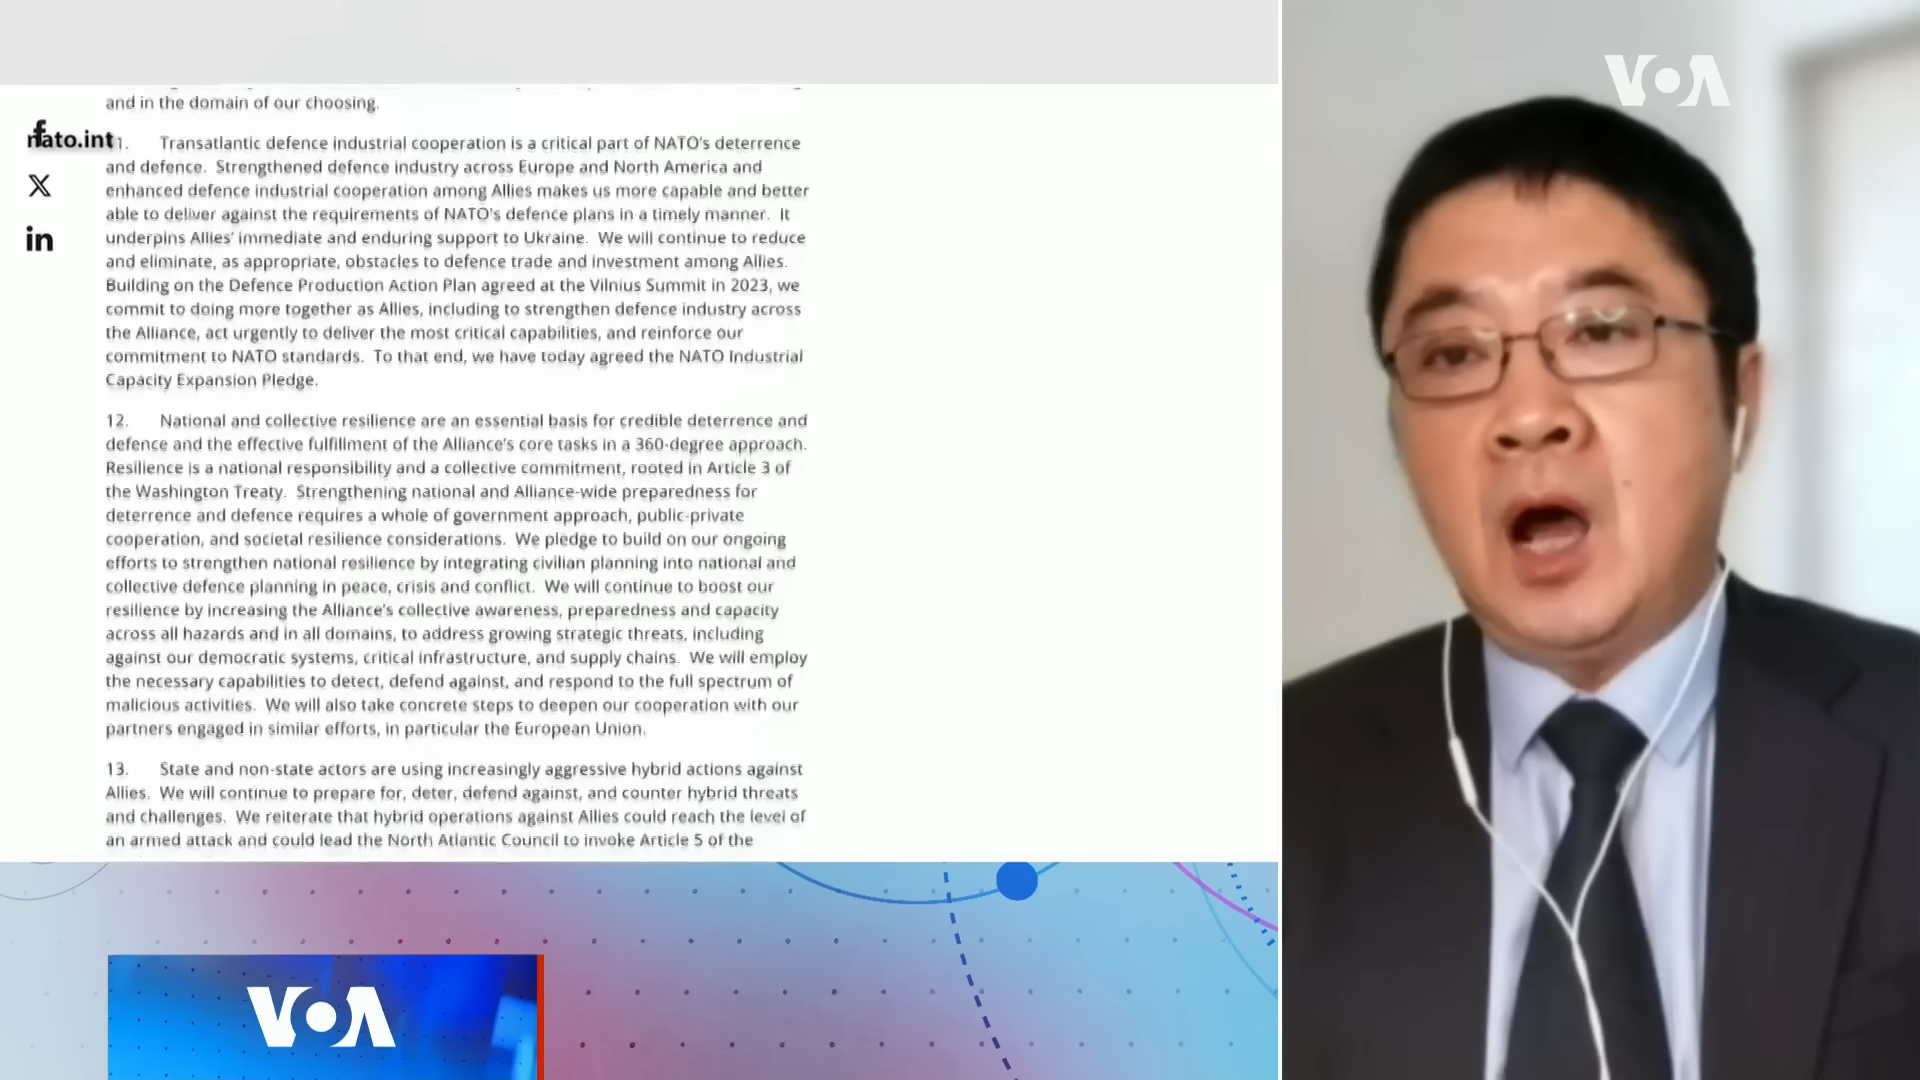 and in the domain of our choosing.
nato.int
1. Transatlantic defence industrial cooperation is a critical part of NATO's deterrence
and defence. Strengthened defence industry across Europe and North America and
enhanced defence industrial cooperation among Allies makes us more capable and better
able to deliver against the requirements of NATO's defence plans in a timely manner. It
underpins Allies' immediate and enduring support to Ukraine. We will continue to reduce
and eliminate, as appropriate, obstacles to defence trade and investment among Allies.
Building on the Defence Production Action Plan agreed at the Vilnius Summit in 2023, we
commit to doing more together as Allies, including to strengthen defence industry across
the Alliance, act urgently to deliver the most critical capabilities, and reinforce our
commitment to NATO standards. To that end, we have today agreed the NATO Industrial
Capacity Expansion Pledge.
12. National and collective resilience are an essential basis for credible deterrence and
defence and the effective fulfillment of the Alliance's core tasks in a 360-degree approach.
Resilience is a national responsibility and a collective commitment, rooted in Article 3 of
the Washington Treaty. Strengthening national and Alliance-wide preparedness for
deterrence and defence requires a whole of government approach, public-private
cooperation, and societal resilience considerations. We pledge to build on our ongoing
efforts to strengthen national resilience by integrating civilian planning into national and
collective defence planning in peace, crisis and conflict. We will continue to boost our
resilience by increasing the Alliance's collective awareness, preparedness and capacity
across all hazards and in all domains, to address growing strategic threats, including
against our democratic systems, critical infrastructure, and supply chains. We will employ
the necessary capabilities to detect, defend against, and respond to the full spectrum of
malicious activities. We will also take concrete steps to deepen our cooperation with our
partners engaged in similar efforts, in particular the European Union.
13. State and non-state actors are using increasingly aggressive hybrid actions against
Allies. We will continue to prepare for, deter, defend against, and counter hybrid threats
and challenges. We reiterate that hybrid operations against Allies could reach the level of
an armed attack and could lead the North Atlantic Council to invoke Article 5 of the
f
X
in
VOA
VOA